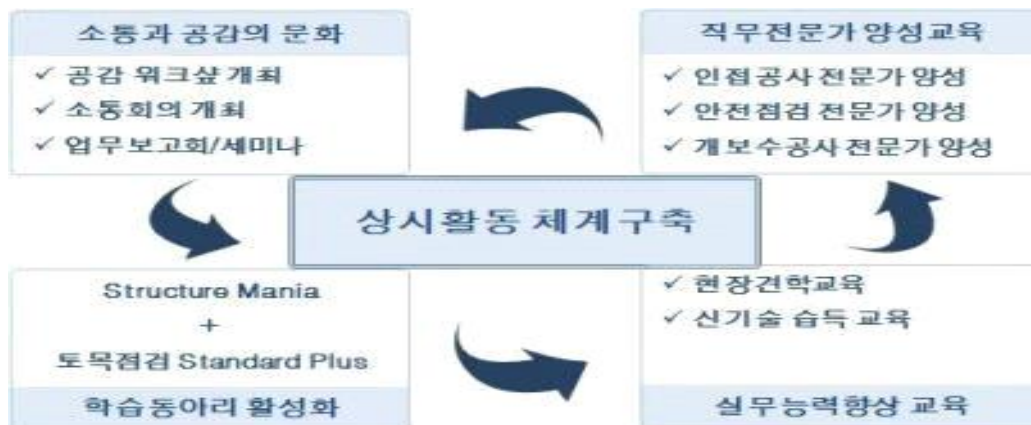 소통과 공감의 문화
✓ 공감 워크샵 개최
✓ 소통회의 개최
✓ 업무보고회/세미나
직무전문가 양성교육
✓ 인접공사 전문가 양성
✓ 안전점검 전문가 양성
✓ 개보수공사 전문가 양성
상시활동 체계구축
Structure Mania
+
토목점검 Standard Plus
학습동아리 활성화
✓ 현장견학교육
✓ 신기술 습득 교육
실무능력향상 교육